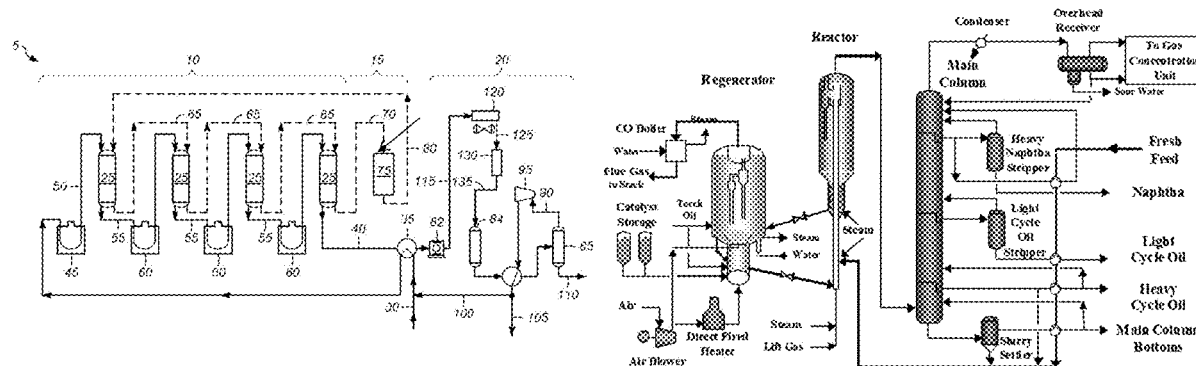 5
10
15
20
120
125
65
65
65
70
130
80
95
90
50
25
25
25
25
75
115
135
35
84
40
82
65
55
55
55
45
60
60
60
110
30
100
105
Condenser
Overhead
Receiver
To Gas
Concentration
Unit
Sour Water
Main
Column
Reactor
Regenerator
CO Boiler
Steam
Water
Flue Gas
to Stack
Heavy
Naphtha
Stripper
Fresh
Feed
Naphtha
Catalyst
Storage
Torch
Oil
Light
Cycle
Oil
Stripper
Steam
Steam
Water
Light
Cycle Oil
Heavy
Cycle Oil
Air
Air Blower
Direct Fired
Heater
Steam
Lift Gas
Slurry
Settler
Main Column
Bottoms